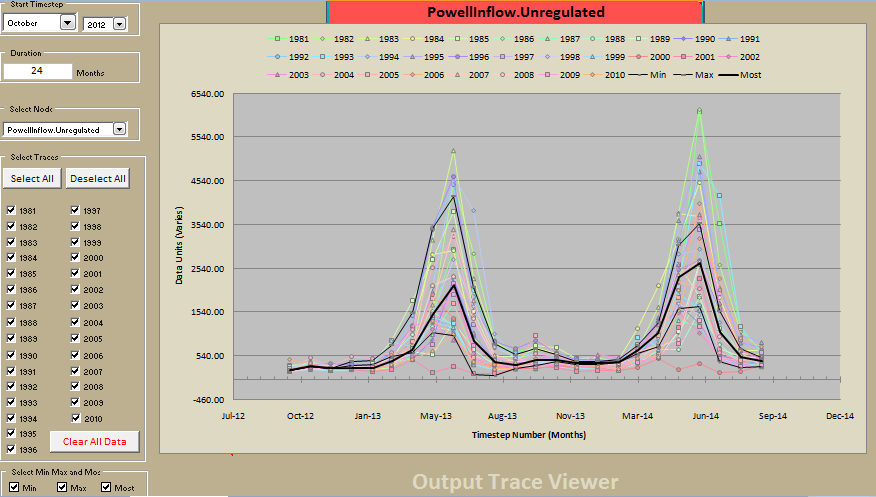 Start Timestep
October 2012
Duration
24 Months
Select Node
PowellInflow.Unregulated
Select Traces
Select All Deselect All
1981 1997
1982 1998
1983 1999
1984 2000
1985 2001
1986 2002
1987 2003
1988 2004
1989 2005
1990 2006
1991 2007
1992 2008
1993 2009
1994 2010
1995
1996
Clear All Data
Select Min Max and Mos
Min Max Most
PowellInflow.Unregulated
1981 1982 1983 1984 1985 1986 1987 1988 1989 1990 1991
1992 1993 1994 1995 1996 1997 1998 1999 2000 2001 2002
2003 2004 2005 2006 2007 2008 2009 2010 Min Max Most
Data Units (Varies)
6540.00
5540.00
4540.00
3540.00
2540.00
1540.00
540.00
-460.00
Jul-12 Oct-12 Jan-13 May-13 Aug-13 Nov-13 Mar-14 Jun-14 Sep-14 Dec-14
Timestep Number (Months)
Output Trace Viewer